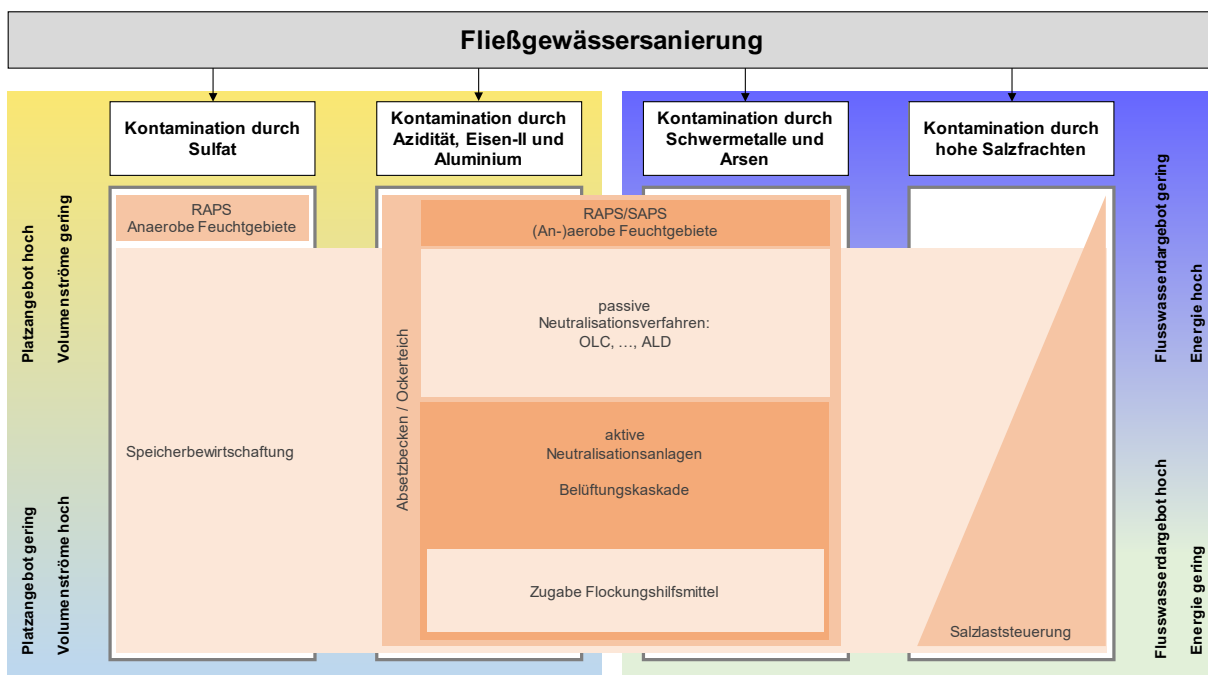 Fließgewässersanierung
Kontamination durch
Sulfat
Kontamination durch
Azidität, Eisen-II und
Aluminium
Kontamination durch
Schwermetalle und
Arsen
Kontamination durch
hohe Salzfrachten
Platzangebot hoch
Volumenströme gering
Platzangebot gering
Volumenströme hoch
RAPS
Anaerobe Feuchtgebiete
Speicherbewirtschaftung
Absetzbecken / Ockerteich
RAPS/SAPS
(An-)aerobe Feuchtgebiete
passive
Neutralisationsverfahren:
OLC, …, ALD
aktive
Neutralisationsanlagen
Belüftungskaskade
Zugabe Flockungshilfsmittel
Salzlaststeuerung
Flusswasserdargebot gering
Energie hoch
Flusswasserdargebot hoch
Energie gering